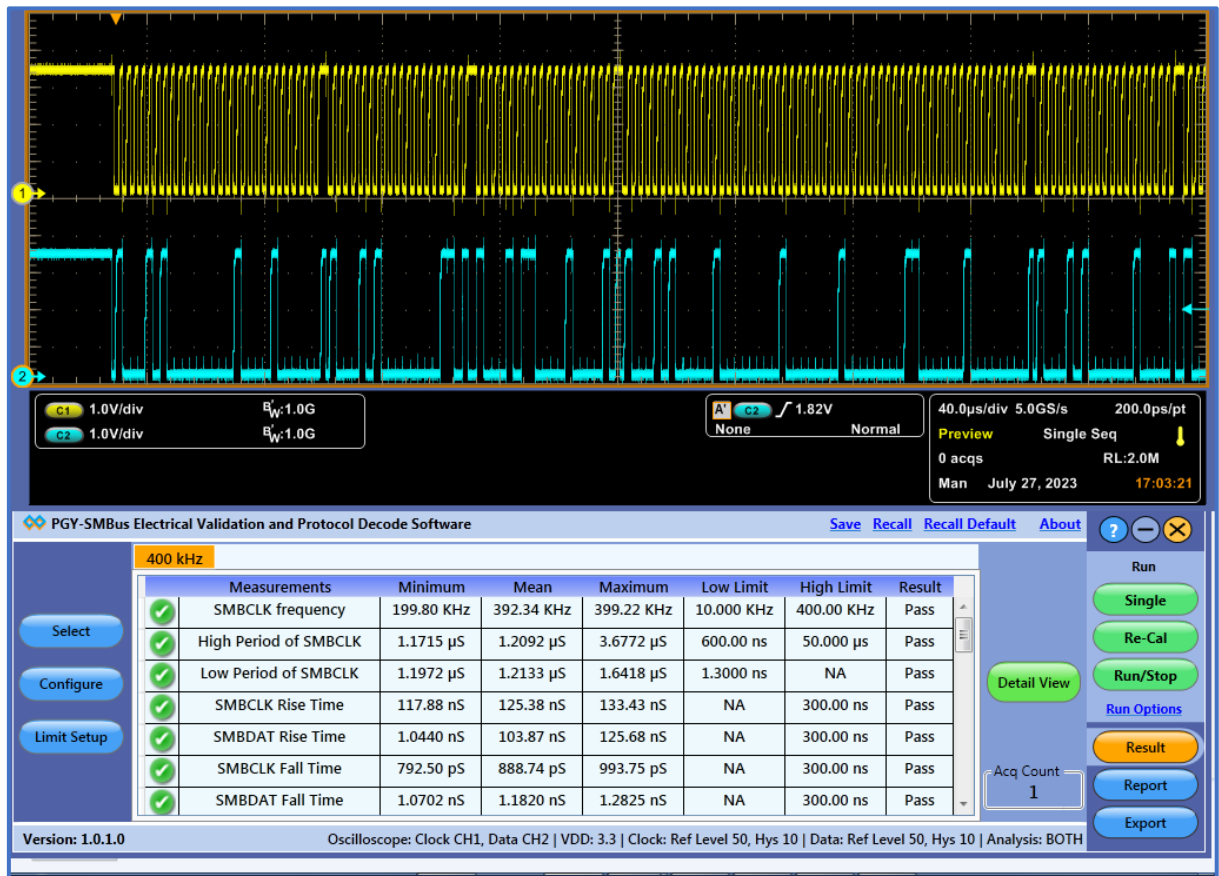 1
2
C1 1.0V/div B'W:1.0G
C2 1.0V/div B'W:1.0G
A' C2 1.82V
None Normal
40.0µs/div 5.0GS/s 200.0ps/pt
Preview Single Seq
0 acqs RL:2.0M
Man July 27, 2023 17:03:21
PGY-SMBus Electrical Validation and Protocol Decode Software Save Recall Recall Default About ?
400 kHz
Measurements Minimum Mean Maximum Low Limit High Limit Result
SMBCLK frequency 199.80 KHz 392.34 KHz 399.22 KHz 10.000 KHz 400.00 KHz Pass
High Period of SMBCLK 1.1715 µS 1.2092 µS 3.6772 µS 600.00 ns 50.000 µs Pass
Low Period of SMBCLK 1.1972 µS 1.2133 µS 1.6418 µS 1.3000 ns NA Pass
SMBCLK Rise Time 117.88 nS 125.38 nS 133.43 nS NA 300.00 ns Pass
SMBDAT Rise Time 1.0440 nS 103.87 nS 125.68 nS NA 300.00 ns Pass
SMBCLK Fall Time 792.50 pS 888.74 pS 993.75 pS NA 300.00 ns Pass
SMBDAT Fall Time 1.0702 nS 1.1820 nS 1.2825 nS NA 300.00 ns Pass
Select
Configure
Limit Setup
Detail View
Acq Count
1
Run
Single
Re-Cal
Run/Stop
Run Options
Result
Report
Export
Version: 1.0.1.0 Oscilloscope: Clock CH1, Data CH2 | VDD: 3.3 | Clock: Ref Level 50, Hys 10 | Data: Ref Level 50, Hys 10 | Analysis: BOTH